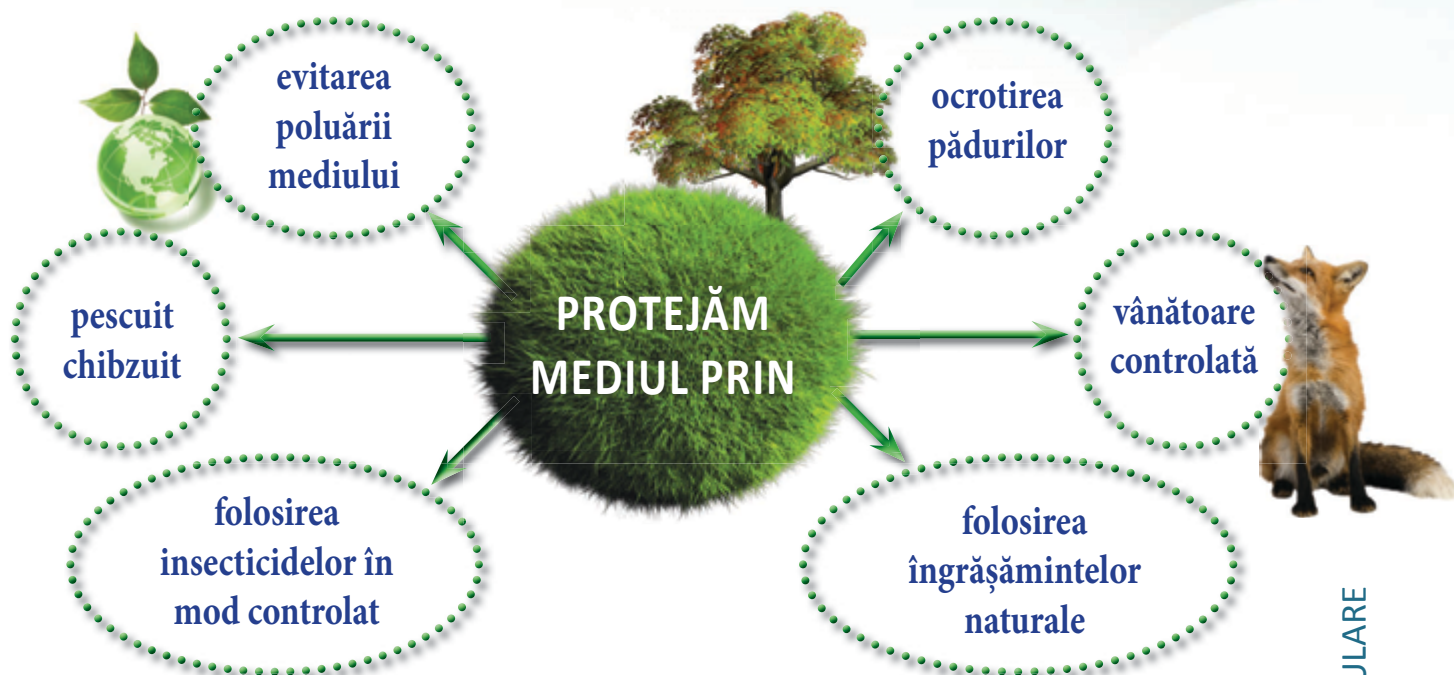 evitarea
poluării
mediului
ocrotirea
pădurilor
pescuit
chibzuit
PROTEJĂM
MEDIUL PRIN
vânătoare
controlată
folosirea
insecticidelor în
mod controlat
folosirea
îngrășămintelor
naturale